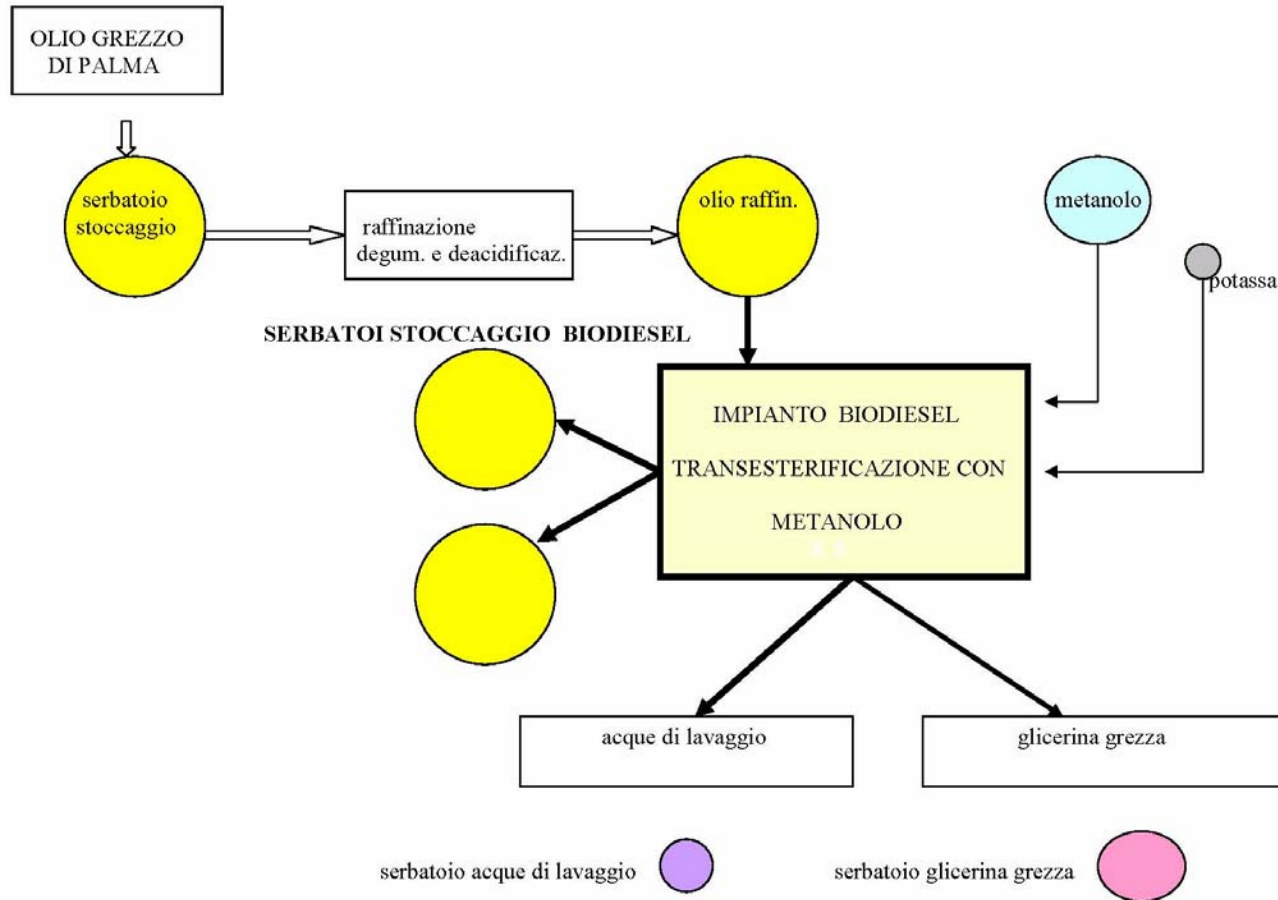 OLIO GREZZO
DI PALMA
serbatoio
stoccaggio
raffinazione
degum. e deacidificaz.
olio raffin.
metanolo
potassa
SERBATOI STOCCAGGIO BIODIESEL
IMPIANTO BIODIESEL
TRANSESTERIFICAZIONE CON
METANOLO
acque di lavaggio
glicerina grezza
serbatoio acque di lavaggio
serbatoio glicerina grezza